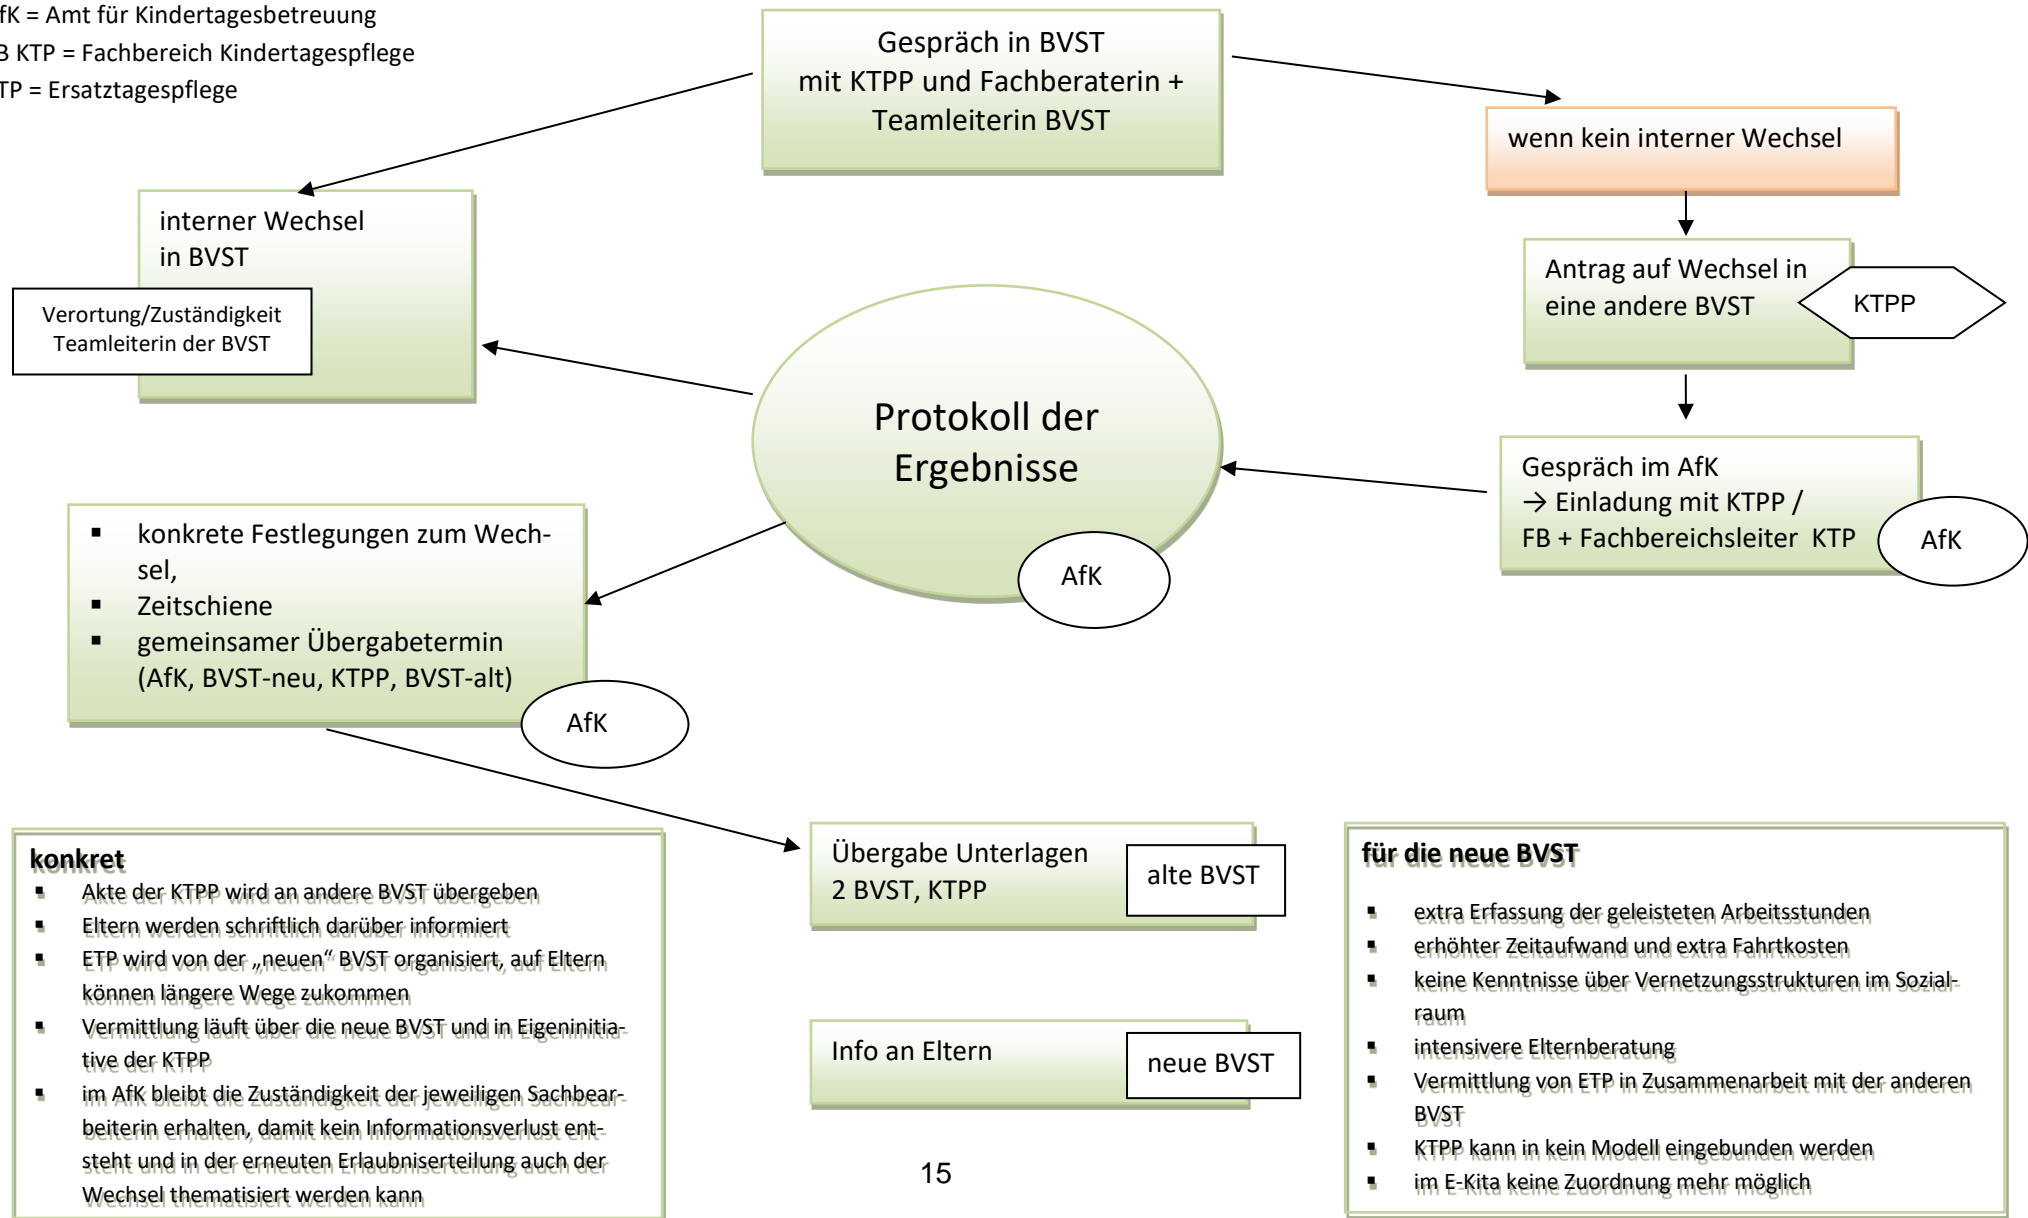 fK = Amt für Kindertagesbetreuung
B KTP = Fachbereich Kindertagespflege
TP = Ersatztagespflege
Gespräch in BVST
mit KTPP und Fachberaterin +
Teamleiterin BVST
wenn kein interner Wechsel
interner Wechsel
in BVST
Verortung/Zuständigkeit
Teamleiterin der BVST
Antrag auf Wechsel in
eine andere BVST
KTPP
Protokoll der
Ergebnisse
AfK
Gespräch im AfK
→ Einladung mit KTPP /
FB + Fachbereichsleiter KTP
AfK
▪ konkrete Festlegungen zum Wech-
sel,
▪ Zeitschiene
▪ gemeinsamer Übergabetermin
(AfK, BVST-neu, KTPP, BVST-alt)
AfK
Übergabe Unterlagen
2 BVST, KTPP
alte BVST
Info an Eltern
neue BVST
konkret
▪ Akte der KTPP wird an andere BVST übergeben
▪ Eltern werden schriftlich darüber informiert
▪ ETP wird von der „neuen“ BVST organisiert, auf Eltern
können längere Wege zukommen
▪ Vermittlung läuft über die neue BVST und in Eigeninitia-
tive der KTPP
▪ im AfK bleibt die Zuständigkeit der jeweiligen Sachbear-
beiterin erhalten, damit kein Informationsverlust ent-
steht und in der erneuten Erlaubniserteilung auch der
Wechsel thematisiert werden kann
für die neue BVST
▪ extra Erfassung der geleisteten Arbeitsstunden
▪ erhöhter Zeitaufwand und extra Fahrtkosten
▪ keine Kenntnisse über Vernetzungsstrukturen im Sozial-
raum
▪ intensivere Elternberatung
▪ Vermittlung von ETP in Zusammenarbeit mit der anderen
BVST
▪ KTPP kann in kein Modell eingebunden werden
▪ im E-Kita keine Zuordnung mehr möglich
15